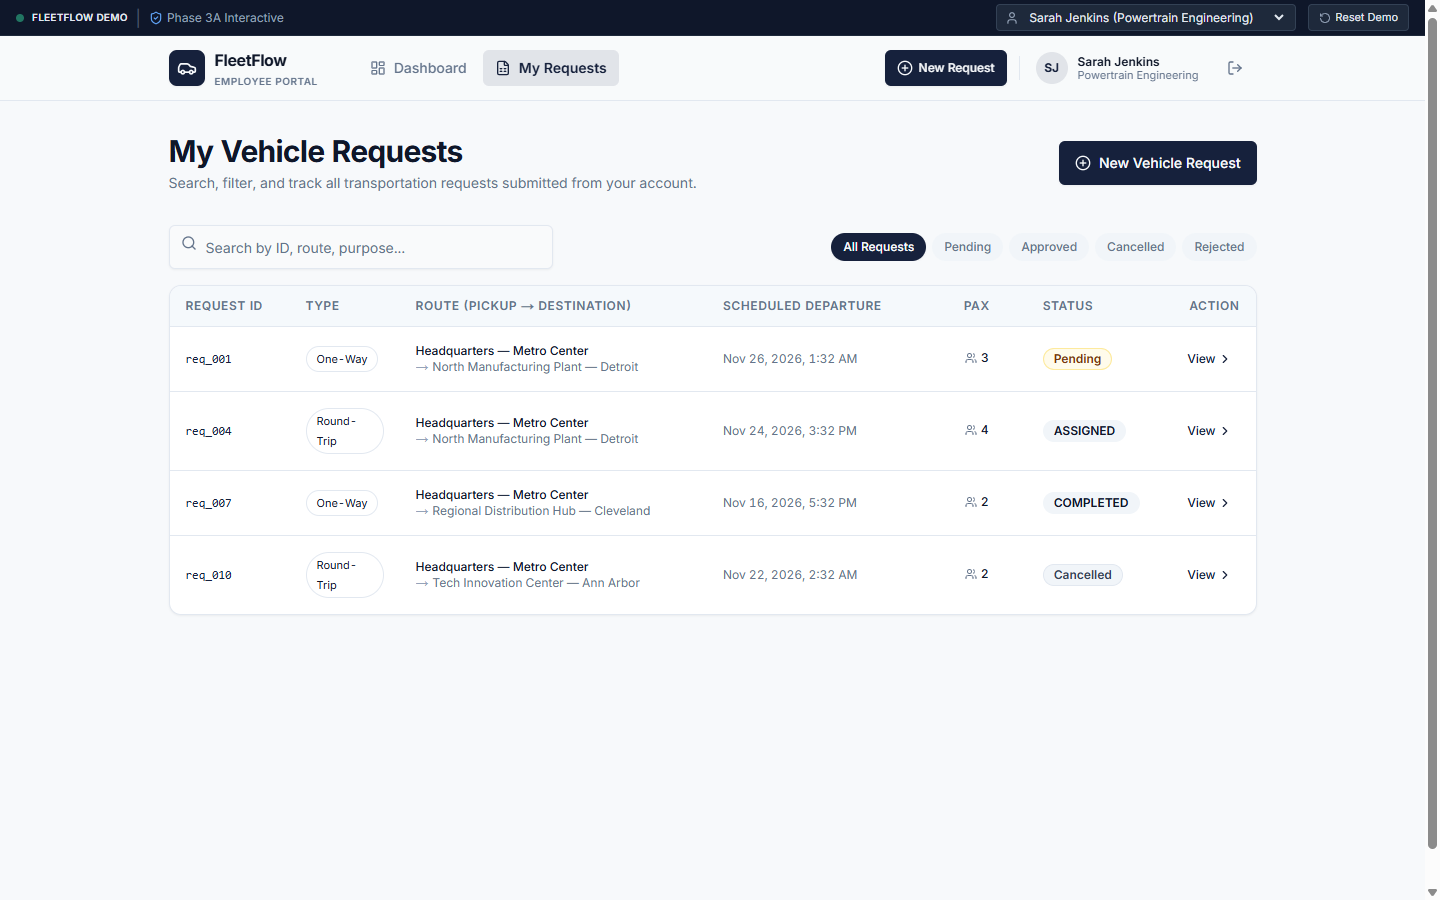 FLEETFLOW DEMO Phase 3A Interactive Sarah Jenkins (Powertrain Engineering) Reset Demo
FleetFlow
EMPLOYEE PORTAL
Dashboard My Requests New Request SJ Sarah Jenkins
Powertrain Engineering
My Vehicle Requests
Search, filter, and track all transportation requests submitted from your account.
New Vehicle Request
Search by ID, route, purpose...
All Requests Pending Approved Cancelled Rejected
REQUEST ID TYPE ROUTE (PICKUP → DESTINATION) SCHEDULED DEPARTURE PAX STATUS ACTION
req_001 One-Way Headquarters — Metro Center
→ North Manufacturing Plant — Detroit Nov 26, 2026, 1:32 AM 3 Pending View
req_004 Round-
Trip Headquarters — Metro Center
→ North Manufacturing Plant — Detroit Nov 24, 2026, 3:32 PM 4 ASSIGNED View
req_007 One-Way Headquarters — Metro Center
→ Regional Distribution Hub — Cleveland Nov 16, 2026, 5:32 PM 2 COMPLETED View
req_010 Round-
Trip Headquarters — Metro Center
→ Tech Innovation Center — Ann Arbor Nov 22, 2026, 2:32 AM 2 Cancelled View